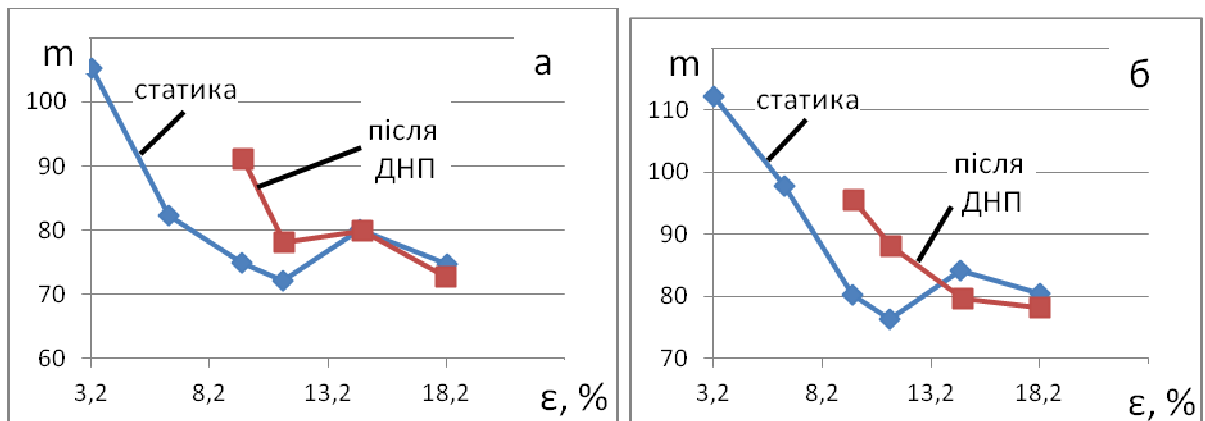 m
а
статика
після
ДНП
100
90
80
70
60
3,2
8,2
13,2
18,2
ε, %
m
б
статика
після
ДНП
110
100
90
80
70
3,2
8,2
13,2
18,2
ε, %